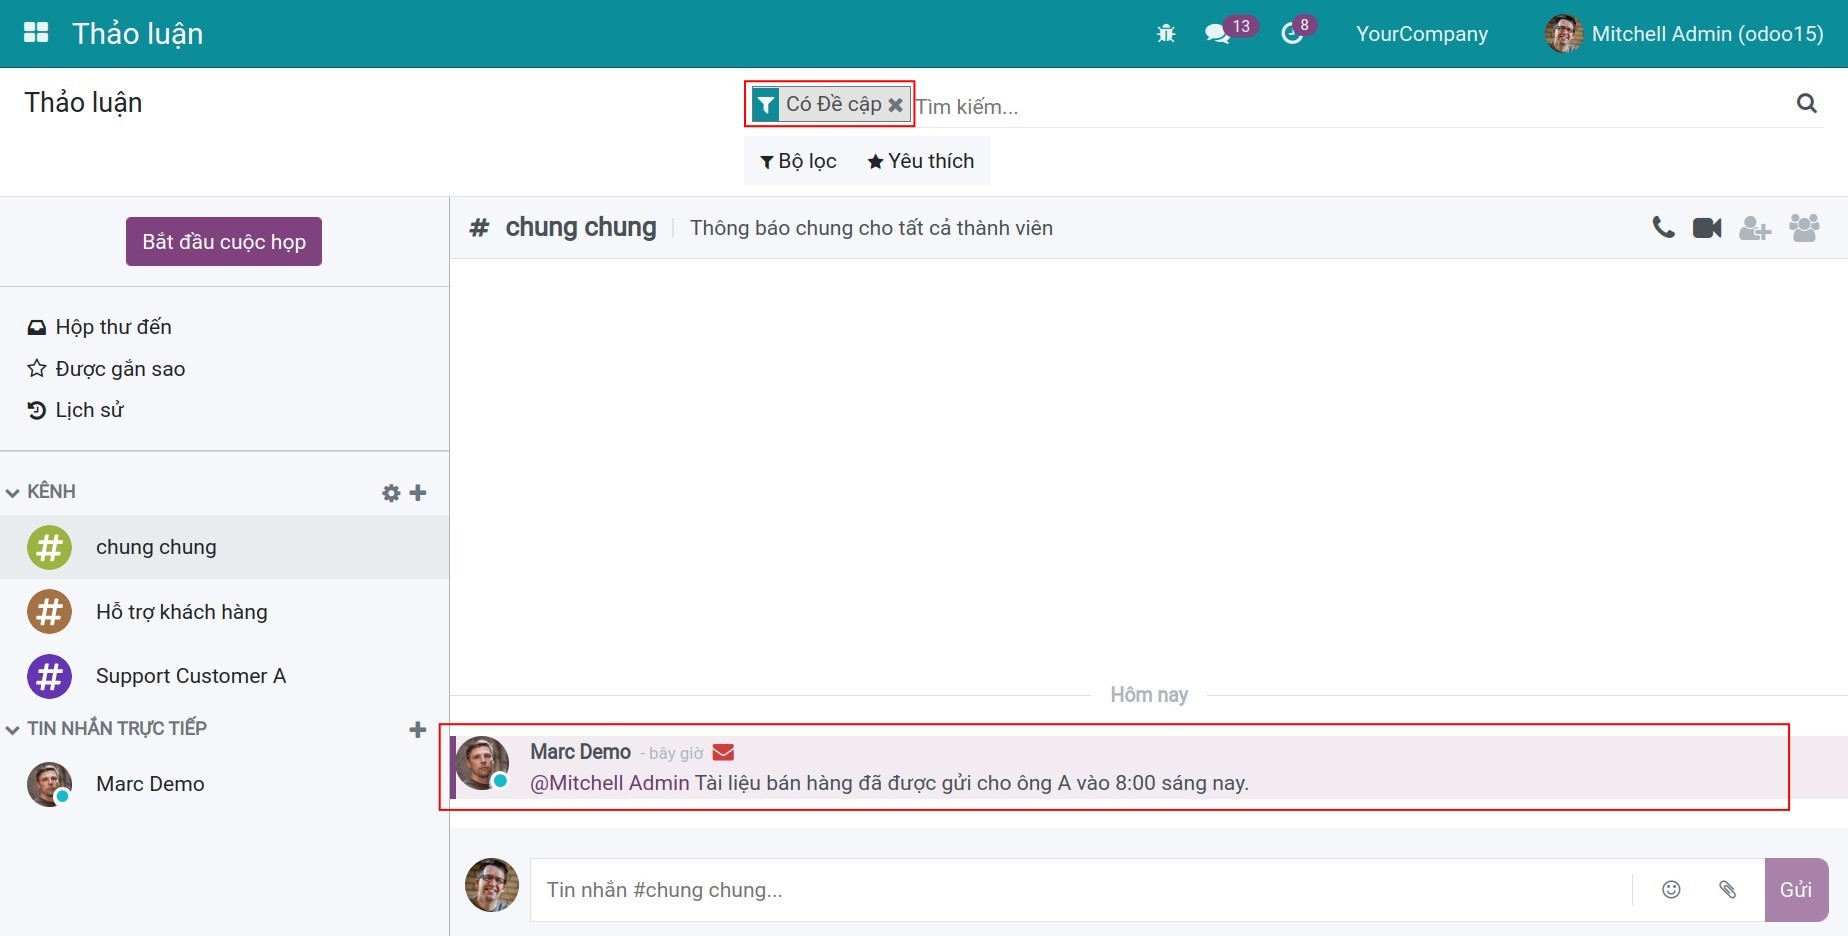 Thảo luận
13
8
YourCompany
Mitchell Admin (odoo15)
Thảo luận
Có Đề cập
Tìm kiếm...
Bộ lọc
Yêu thích
Bắt đầu cuộc họp
# chung chung
Thông báo chung cho tất cả thành viên
Hộp thư đến
Được gắn sao
Lịch sử
KÊNH
# chung chung
# Hỗ trợ khách hàng
# Support Customer A
TIN NHẮN TRỰC TIẾP
Marc Demo
Hôm nay
Marc Demo - bây giờ
@Mitchell Admin Tài liệu bán hàng đã được gửi cho ông A vào 8:00 sáng nay.
Tin nhắn #chung chung...
Gửi